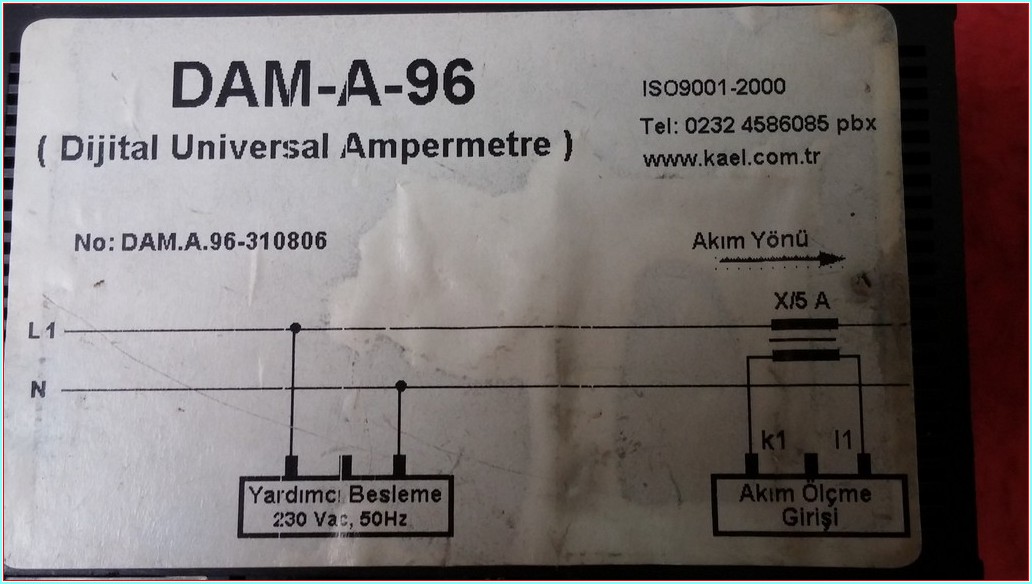 DAM-A-96
( Dijital Universal Ampermetre )
ISO9001-2000
Tel: 0232 4586085 pbx
www.kael.com.tr
No: DAM.A.96-310806
Akım Yönü
X/5 A
L1
N
k1 l1
Yardımcı Besleme
230 Vac, 50Hz
Akım Ölçme
Girişi